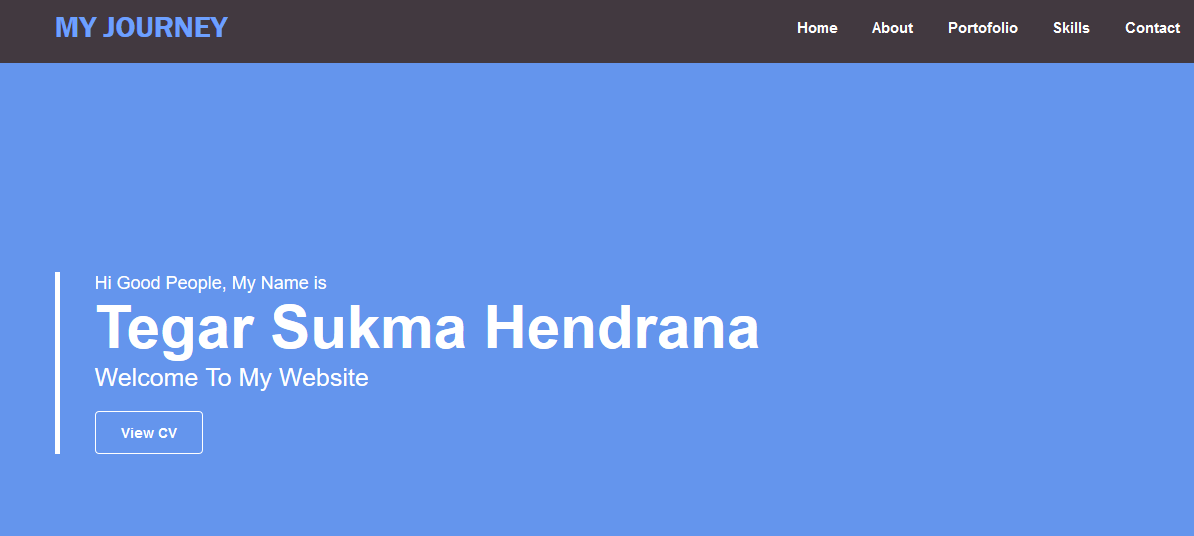 MY JOURNEY
Home About Portofolio Skills Contact
Hi Good People, My Name is
Tegar Sukma Hendrana
Welcome To My Website
View CV